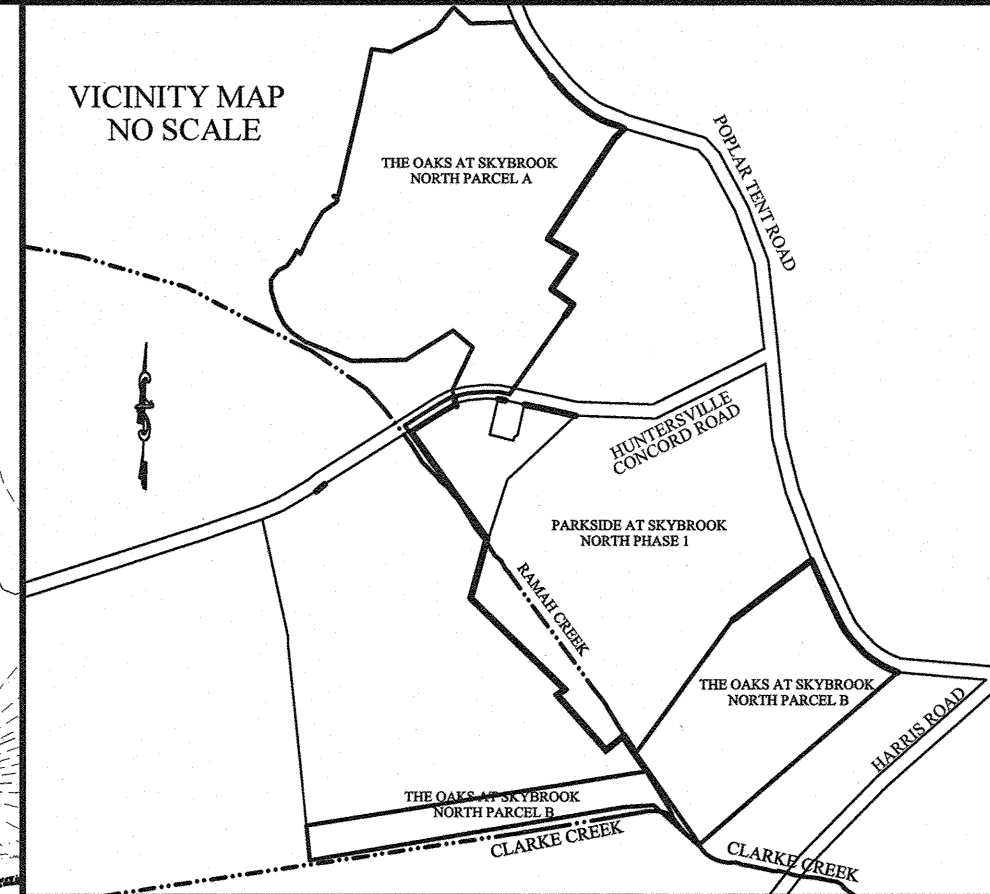 VICINITY MAP
NO SCALE
THE OAKS AT SKYBROOK
NORTH PARCEL A
POPLAR TENT ROAD
HUNTERSVILLE
CONCORD ROAD
PARKSIDE AT SKYBROOK
NORTH PHASE 1
RAMAH CREEK
THE OAKS AT SKYBROOK
NORTH PARCEL B
HARRIS ROAD
THE OAKS AT SKYBROOK
NORTH PARCEL B
CLARKE CREEK
CLARKE CREEK